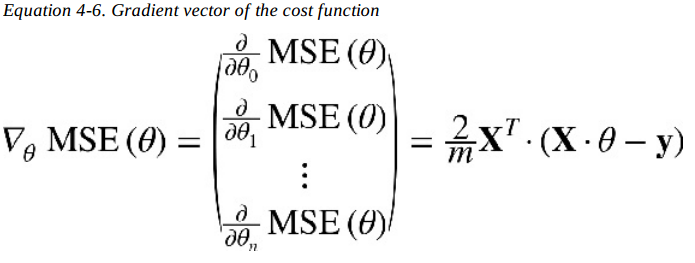 Equation 4-6. Gradient vector of the cost function
∂/∂θ₀ MSE (θ)
∂/∂θ₁ MSE (θ)
∇θ MSE (θ) = ⋮ = 2/m Xᵀ · (X · θ − y)
∂/∂θₙ MSE (θ)